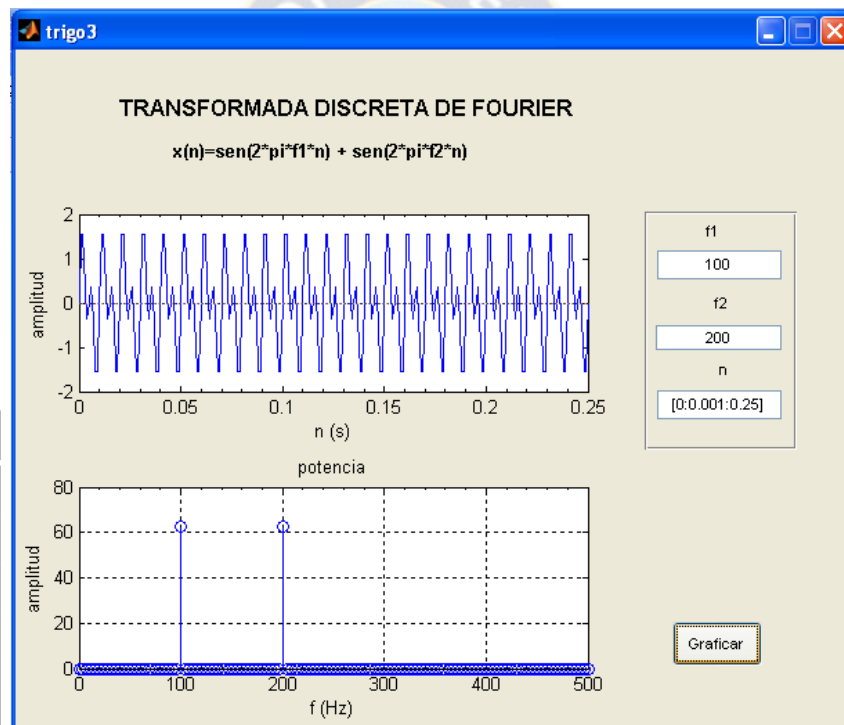 trigo3
TRANSFORMADA DISCRETA DE FOURIER
x(n)=sen(2*pi*f1*n) + sen(2*pi*f2*n)
2
1
0
-1
-2
amplitud
0 0.05 0.1 0.15 0.2 0.25
n (s)
f1
100
f2
200
n
[0:0.001:0.25]
potencia
80
60
40
20
0
amplitud
0 100 200 300 400 500
f (Hz)
Graficar